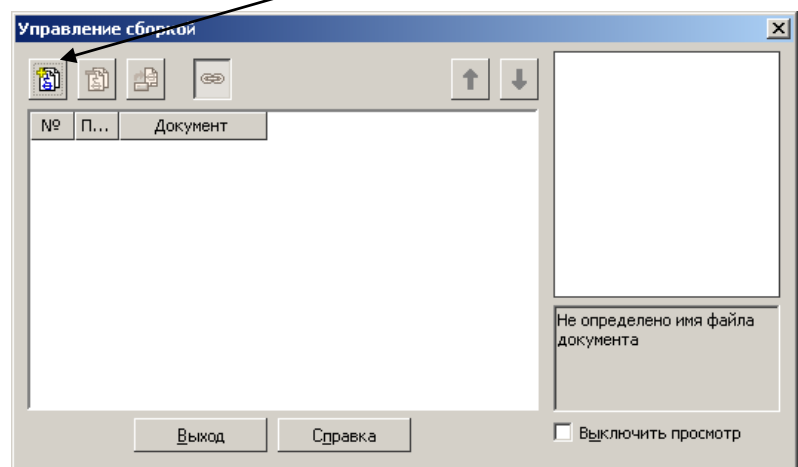 Управление сборкой
№ П... Документ
Не определено имя файла
документа
Выход Справка Выключить просмотр